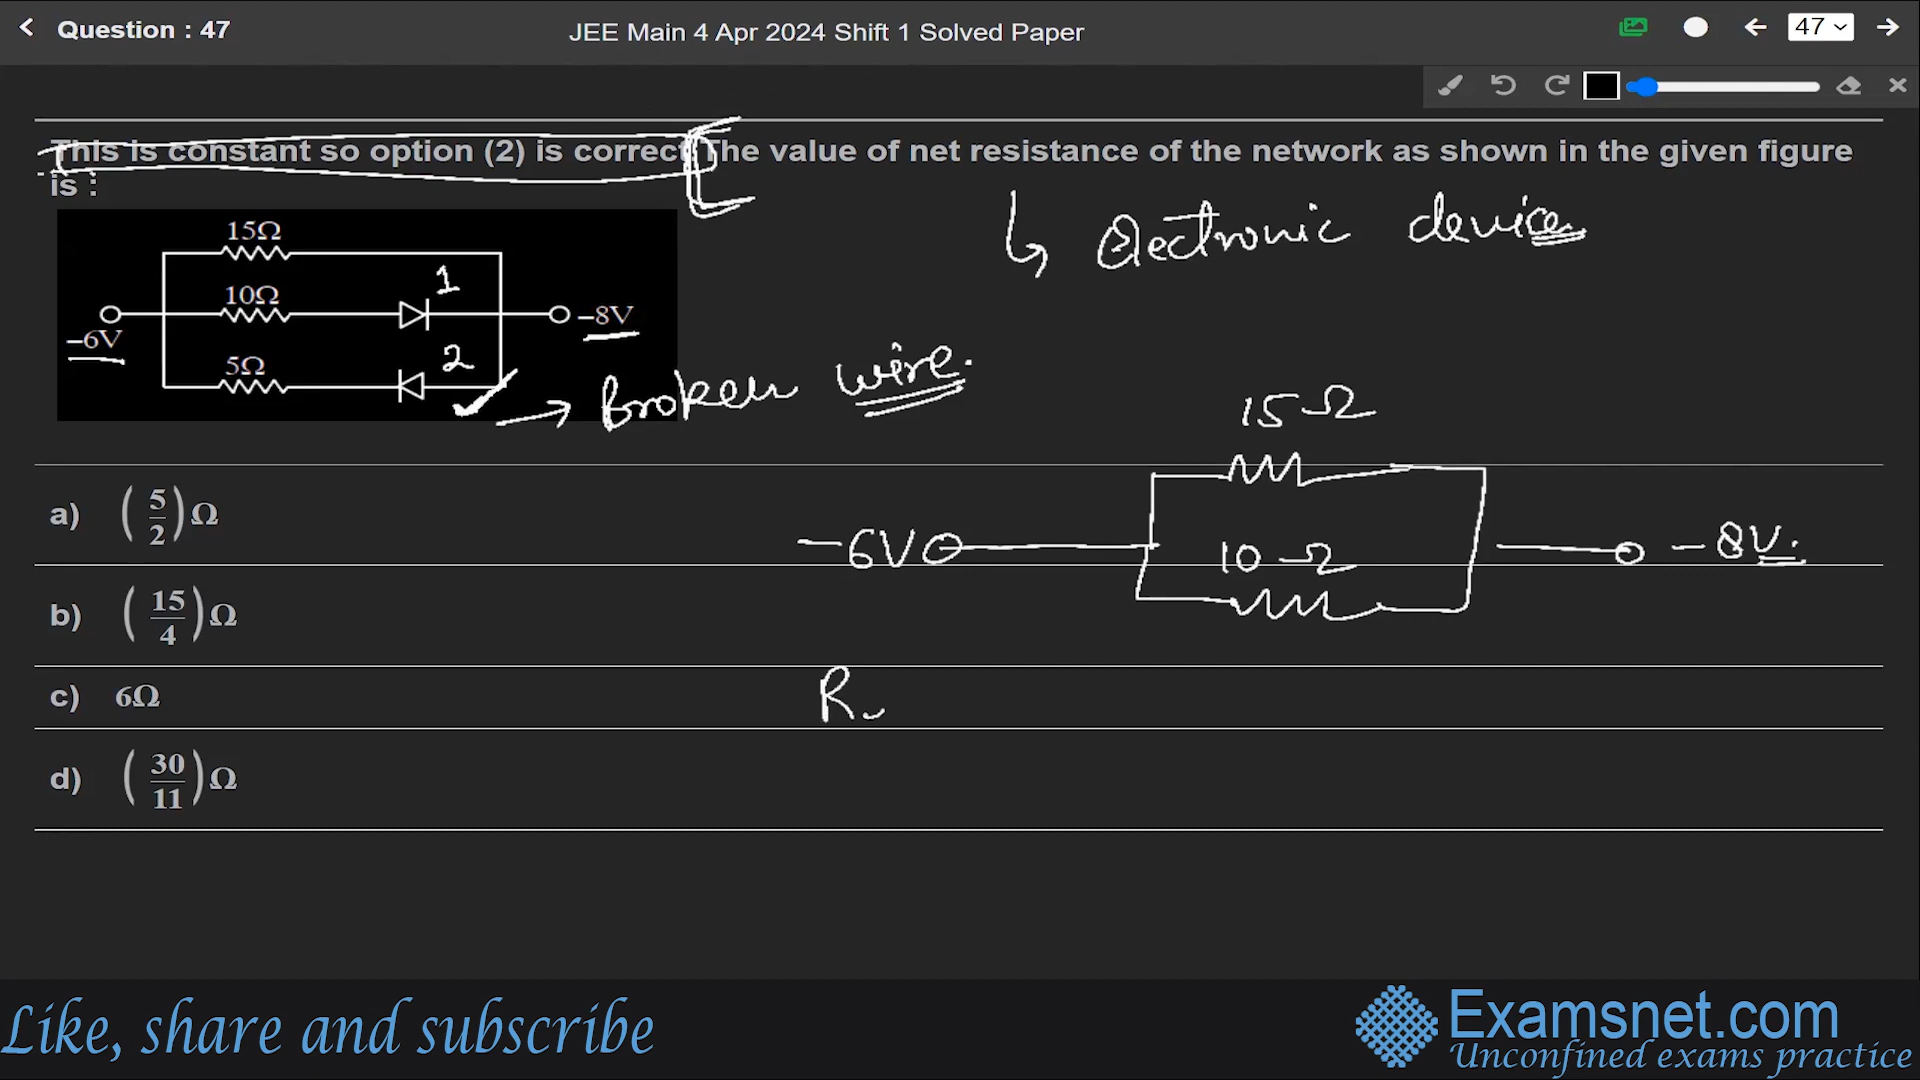 Question : 47
JEE Main 4 Apr 2024 Shift 1 Solved Paper
47
This is constant so option (2) is correct The value of net resistance of the network as shown in the given figure
is :
Electronic device
15Ω
1
10Ω
-6V
-8V
2
5Ω
→ Broken wire.
15 Ω
-6V
10 Ω
-8V.
a) (5/2)Ω
b) (15/4)Ω
R
c) 6Ω
d) (30/11)Ω
Like, share and subscribe
Examsnet.com
Unconfined exams practice